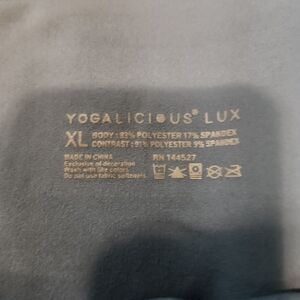 YOGALICIOUS® LUX
XL
BODY : 83% POLYESTER 17% SPANDEX
CONTRAST : 91% POLYESTER 9% SPANDEX
MADE IN CHINA
Exclusive of decoration
Wash with like colors
Do not use fabric softeners
RN 144527